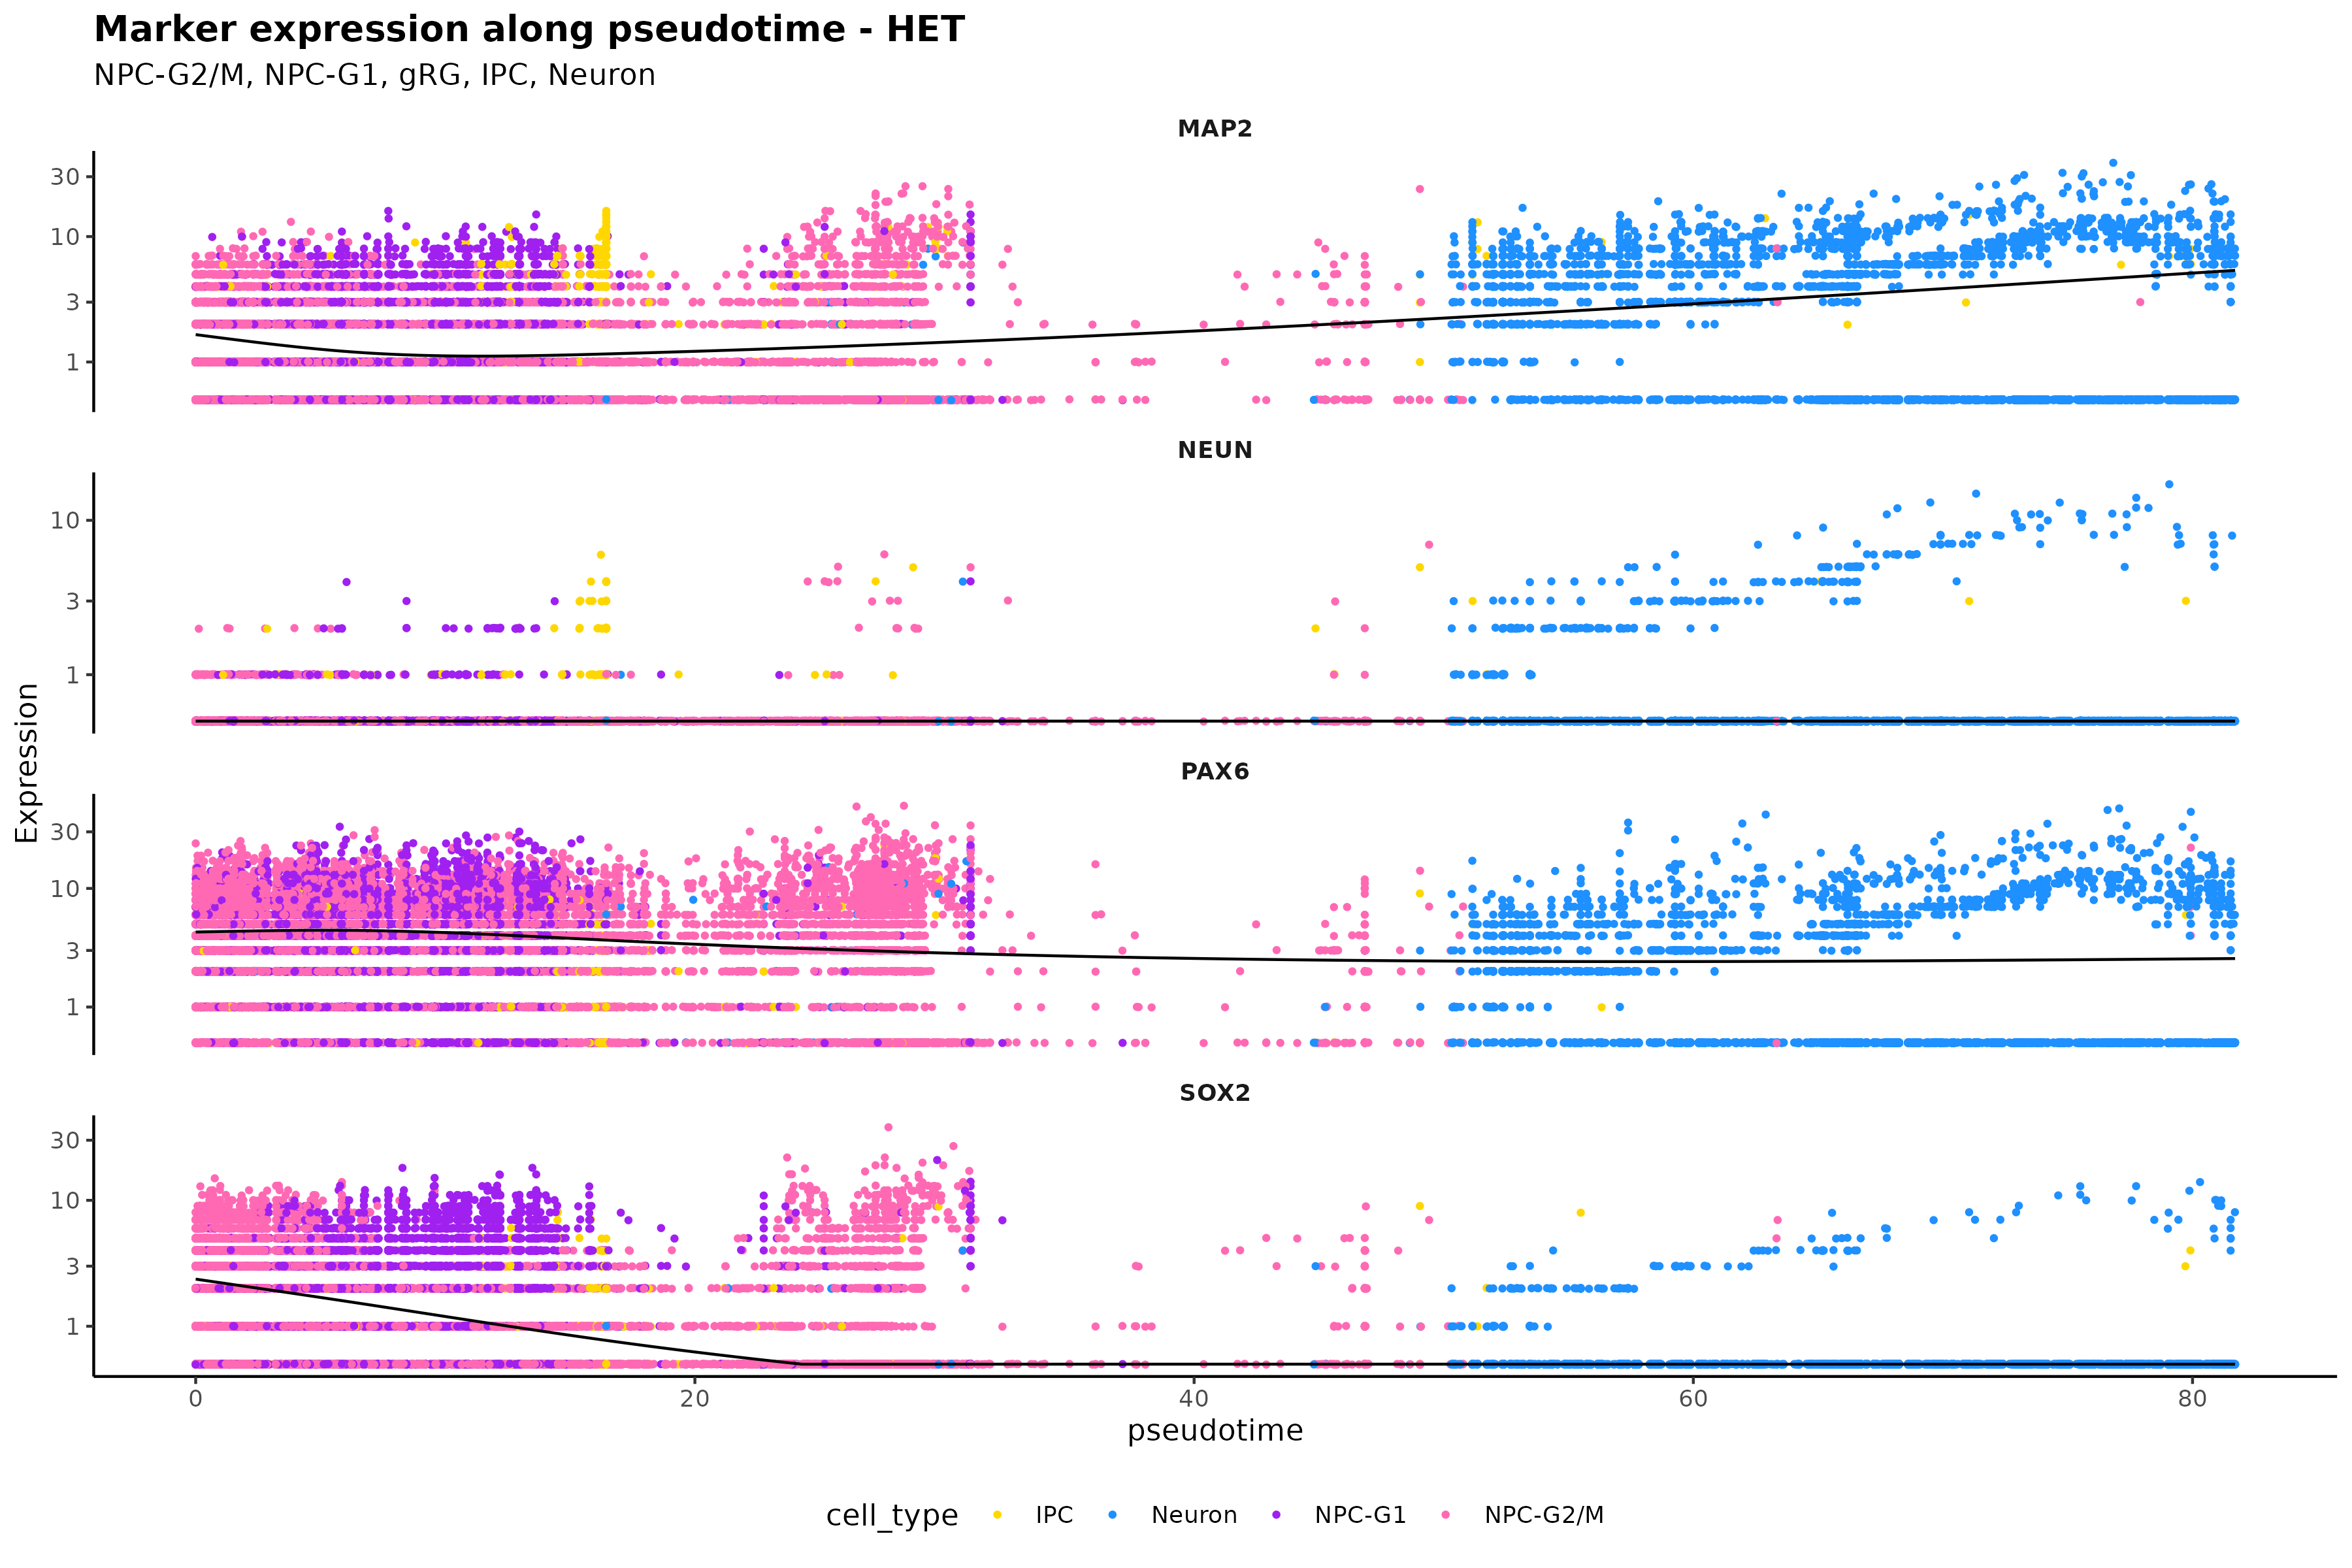 Marker expression along pseudotime - HET
NPC-G2/M, NPC-G1, gRG, IPC, Neuron
MAP2
30
10
3
1
NEUN
10
3
1
PAX6
30
10
3
1
SOX2
30
10
3
1
Expression
0 20 40 60 80
pseudotime
cell_type IPC Neuron NPC-G1 NPC-G2/M